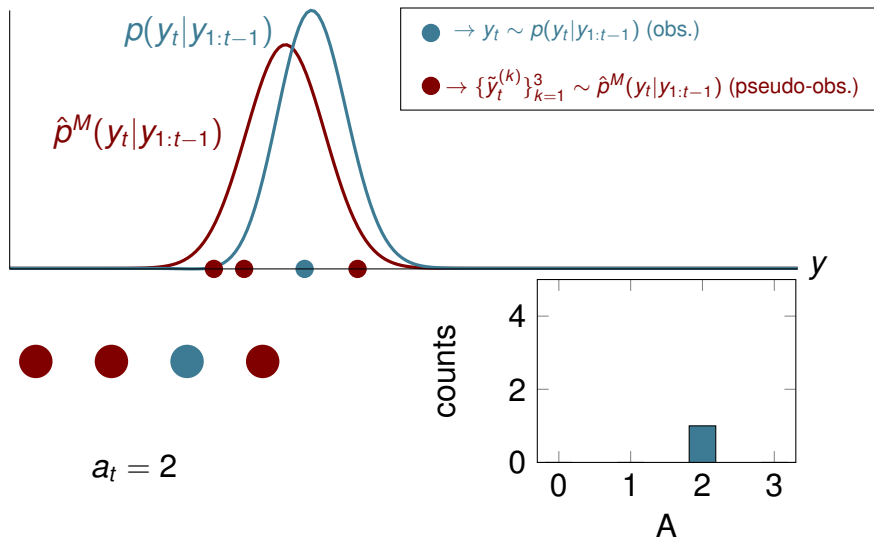 p(y_t|y_{1:t−1})
p̂^M(y_t|y_{1:t−1})
→ y_t ∼ p(y_t|y_{1:t−1}) (obs.)
→ {ỹ_t^{(k)}}_{k=1}^3 ∼ p̂^M(y_t|y_{1:t−1}) (pseudo-obs.)
y
a_t = 2
counts
4
2
0
0 1 2 3
A